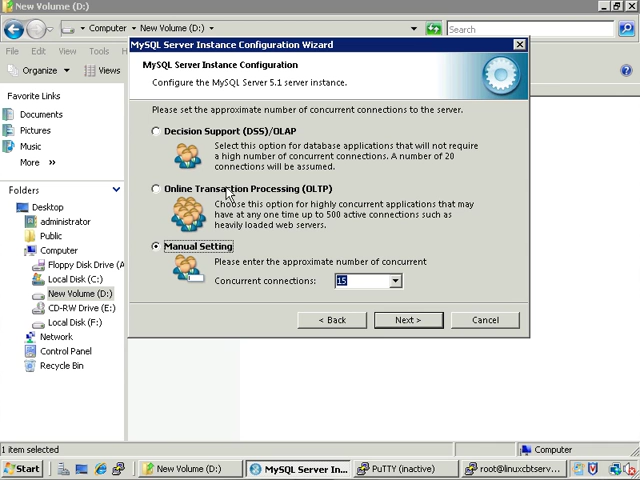 New Volume (D:)
Computer
New Volume (D:)
Search
File
Edit
View
Tools
Organize
Views
Favorite Links
Documents
Pictures
Music
More »
Folders
Desktop
administrator
Public
Computer
Floppy Disk Drive (A
Local Disk (C:)
New Volume (D:)
CD-RW Drive (E:)
Local Disk (F:)
Network
Control Panel
Recycle Bin
MySQL Server Instance Configuration Wizard
MySQL Server Instance Configuration
Configure the MySQL Server 5.1 server instance.
Please set the approximate number of concurrent connections to the server.
Decision Support (DSS)/OLAP
Select this option for database applications that will not require
a high number of concurrent connections. A number of 20
connections will be assumed.
Online Transaction Processing (OLTP)
Choose this option for highly concurrent applications that may
have at any one time up to 500 active connections such as
heavily loaded web servers.
Manual Setting
Please enter the approximate number of concurrent
Concurrent connections: 15
< Back
Next >
Cancel
1 item selected
Computer
Start
New Volume (D:)
MySQL Server In...
PuTTY (inactive)
root@linuxcbtserv...